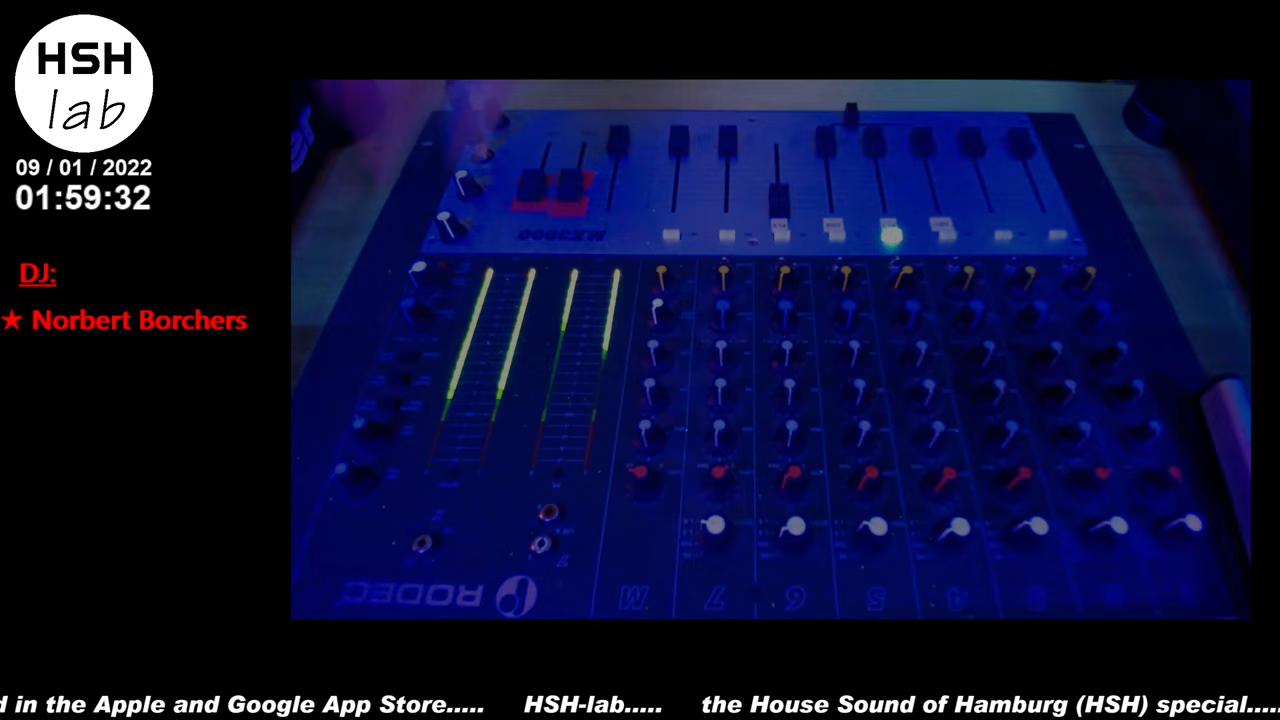 HSH
lab
09 / 01 / 2022
01:59:32
DJ:
★ Norbert Borchers
MX3000
RODEC
M 7 6 5 4
d in the Apple and Google App Store..... HSH-lab..... the House Sound of Hamburg (HSH) special.....